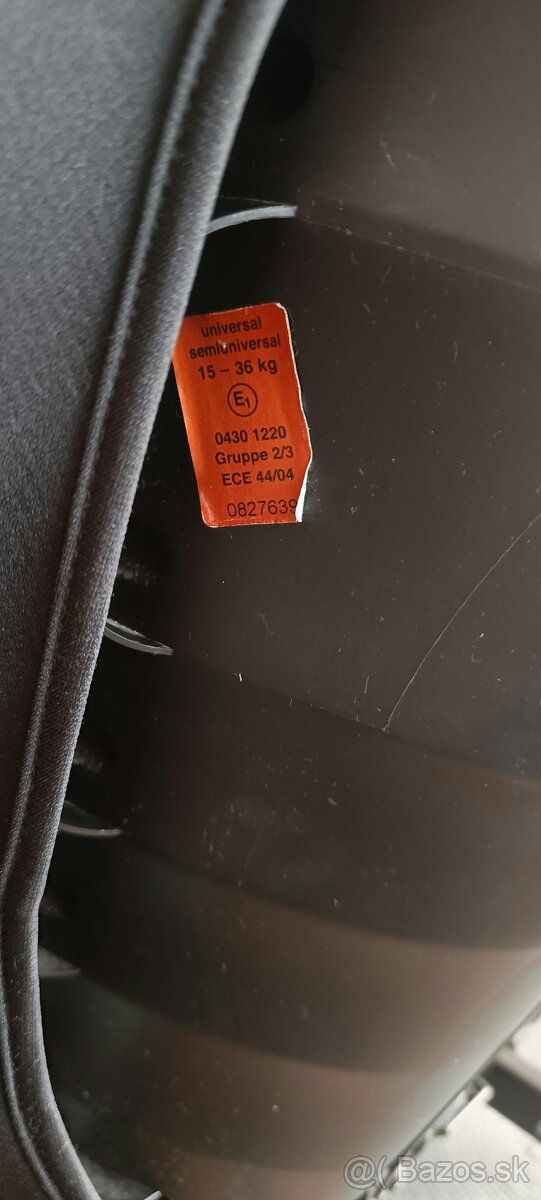 universal
semiuniversal
15 – 36 kg
E1
0430 1220
Gruppe 2/3
ECE 44/04
0827639
@( Bazos.sk